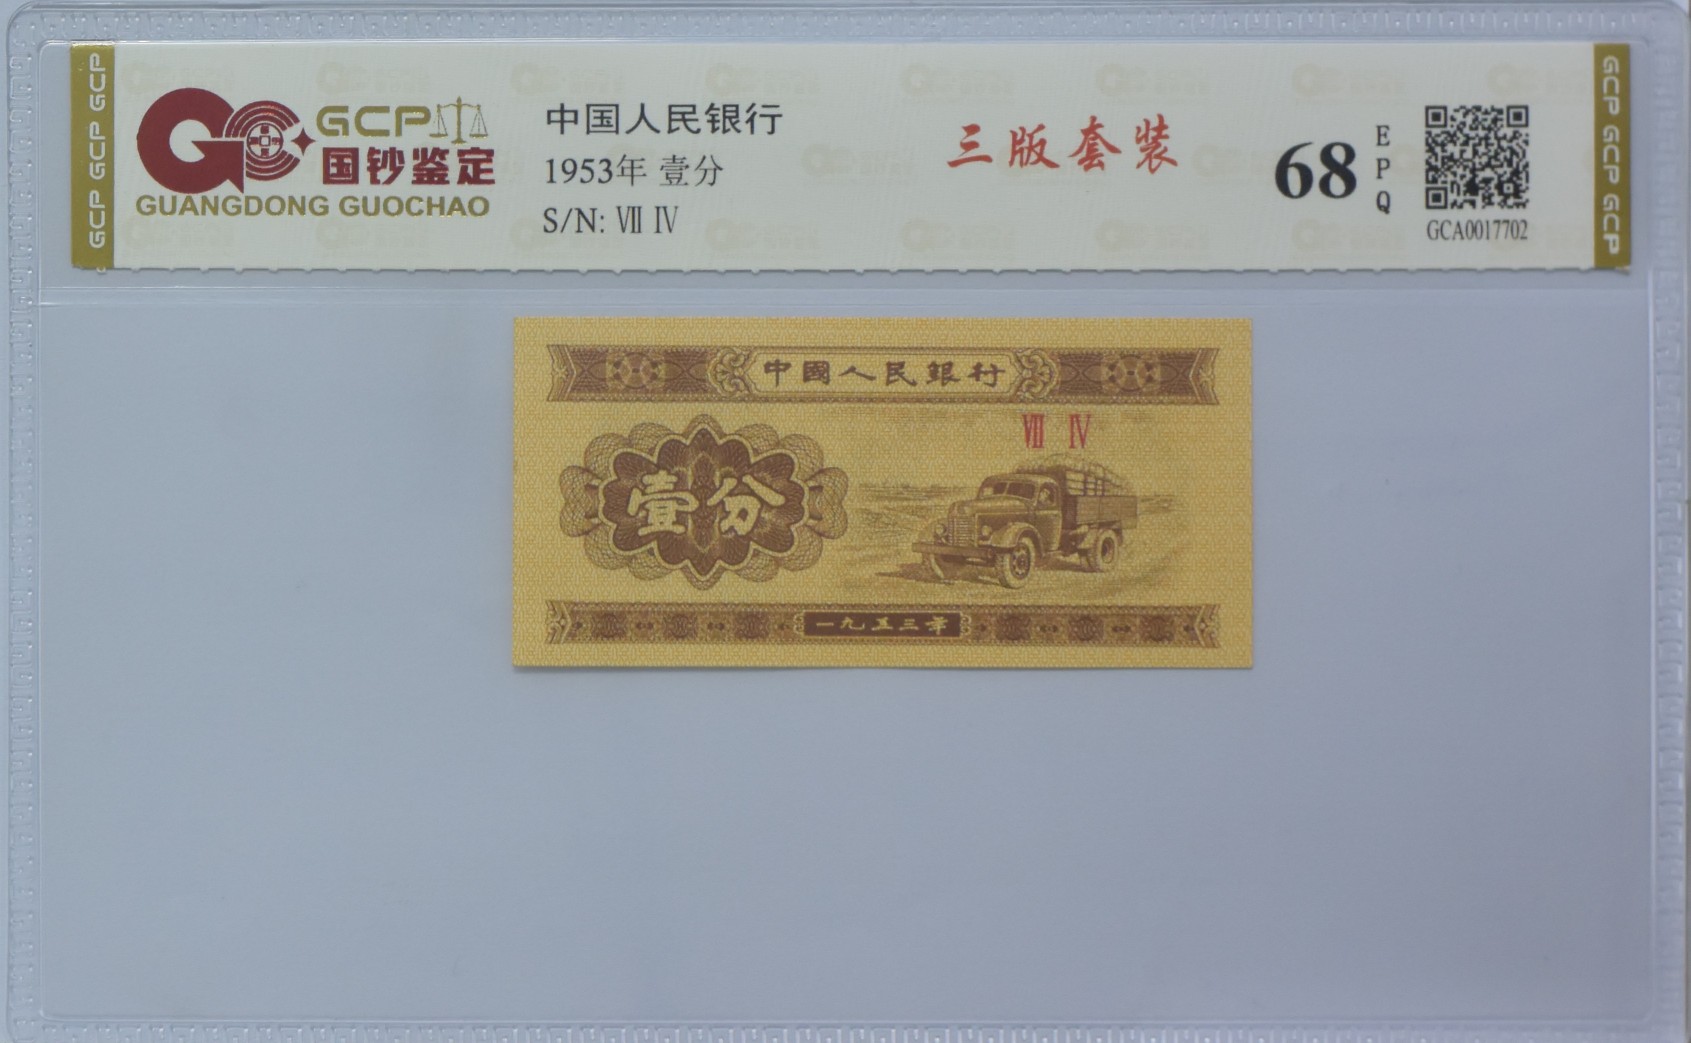 GCP GCP GCP
GCP
国钞鉴定
GUANGDONG GUOCHAO
中国人民银行
1953年 壹分
S/N: Ⅶ Ⅳ
三版套装
68
EPQ
GCA0017702
GCP GCP GCP
中國人民銀行
Ⅶ Ⅳ
壹分
一九五三年